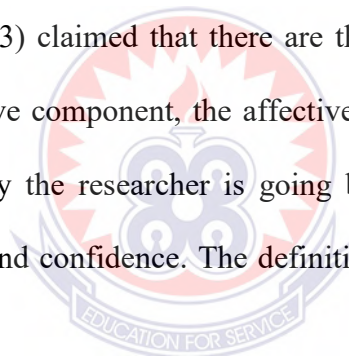 3) claimed that there are th
ve component, the affective
y the researcher is going b
nd confidence. The definiti
EDUCATION FOR SERVICE